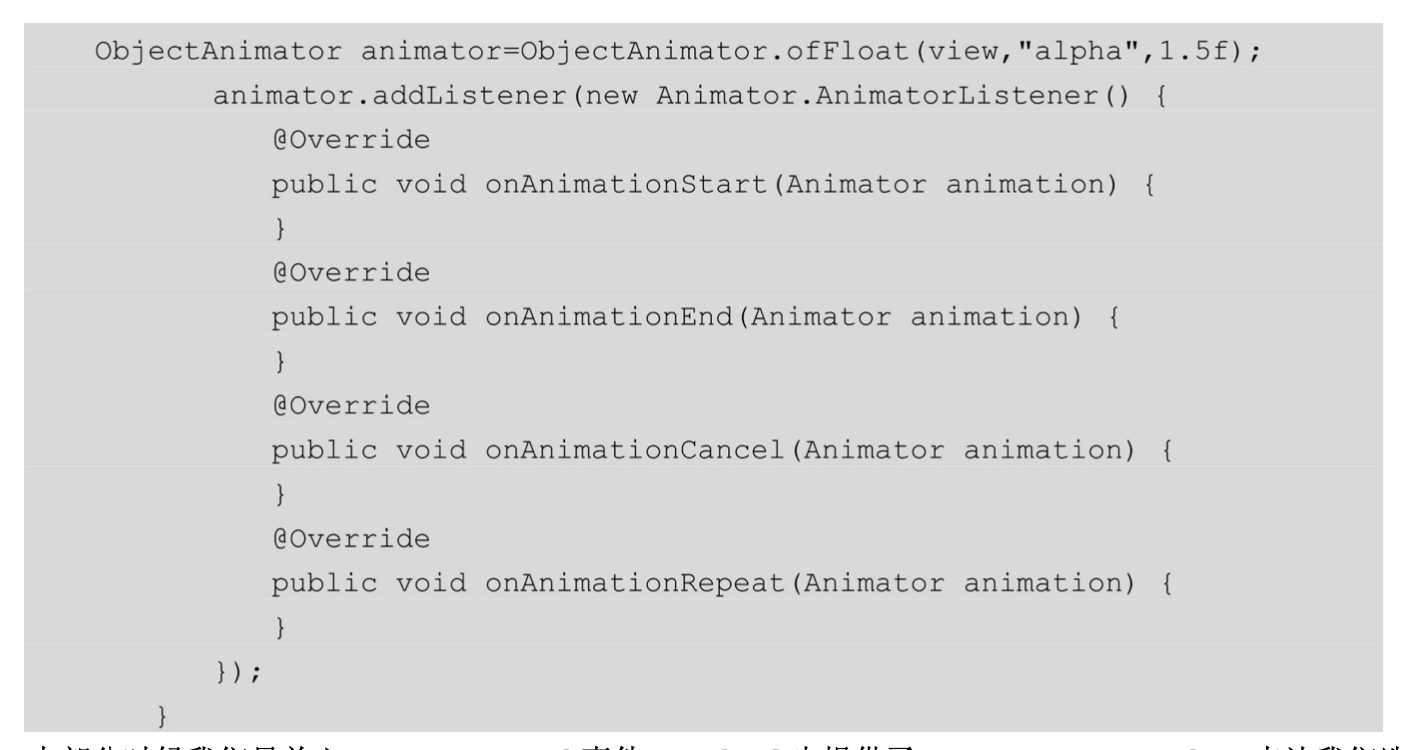 ObjectAnimator animator=ObjectAnimator.ofFloat(view,"alpha",1.5f);
animator.addListener(new Animator.AnimatorListener() {
@Override
public void onAnimationStart(Animator animation) {
}
@Override
public void onAnimationEnd(Animator animation) {
}
@Override
public void onAnimationCancel(Animator animation) {
}
@Override
public void onAnimationRepeat(Animator animation) {
}
});
}